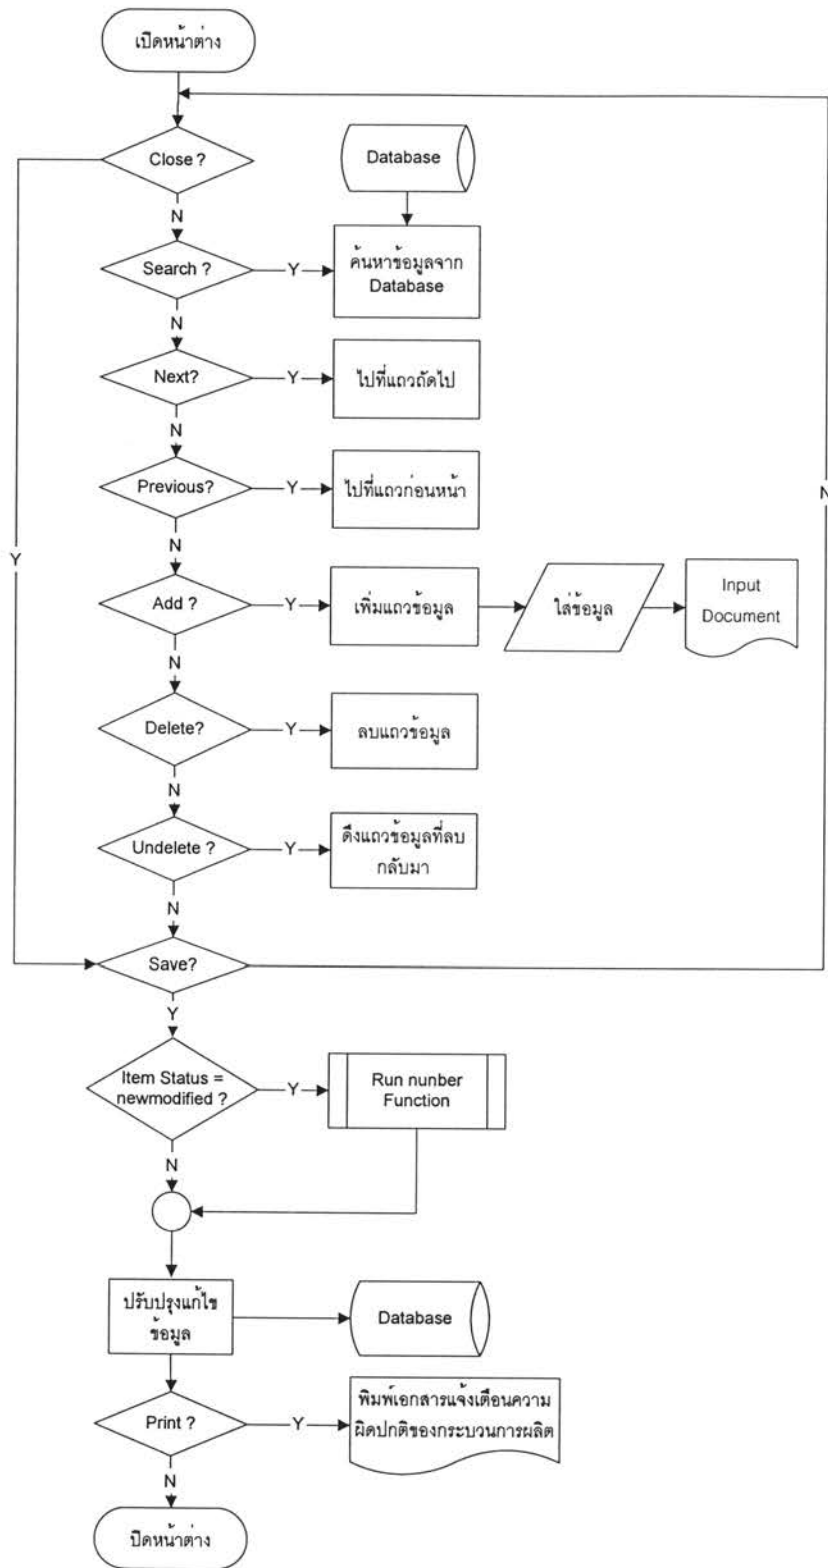 เปิดหน้าต่าง
Close ?
Database
N
Search ?
Y
ค้นหาข้อมูลจาก
Database
N
Next?
Y
ไปที่แถวถัดไป
N
Previous?
Y
ไปที่แถวก่อนหน้า
N
N
Y
Add ?
Y
เพิ่มแถวข้อมูล
ใส่ข้อมูล
Input
Document
N
Delete?
Y
ลบแถวข้อมูล
N
Undelete ?
Y
ดึงแถวข้อมูลที่ลบ
กลับมา
N
Save?
Y
Item Status =
newmodified ?
Y
Run nunber
Function
N
ปรับปรุงแก้ไข
ข้อมูล
Database
Print ?
Y
พิมพ์เอกสารแจ้งเตือนความ
ผิดปกติของกระบวนการผลิต
N
ปิดหน้าต่าง